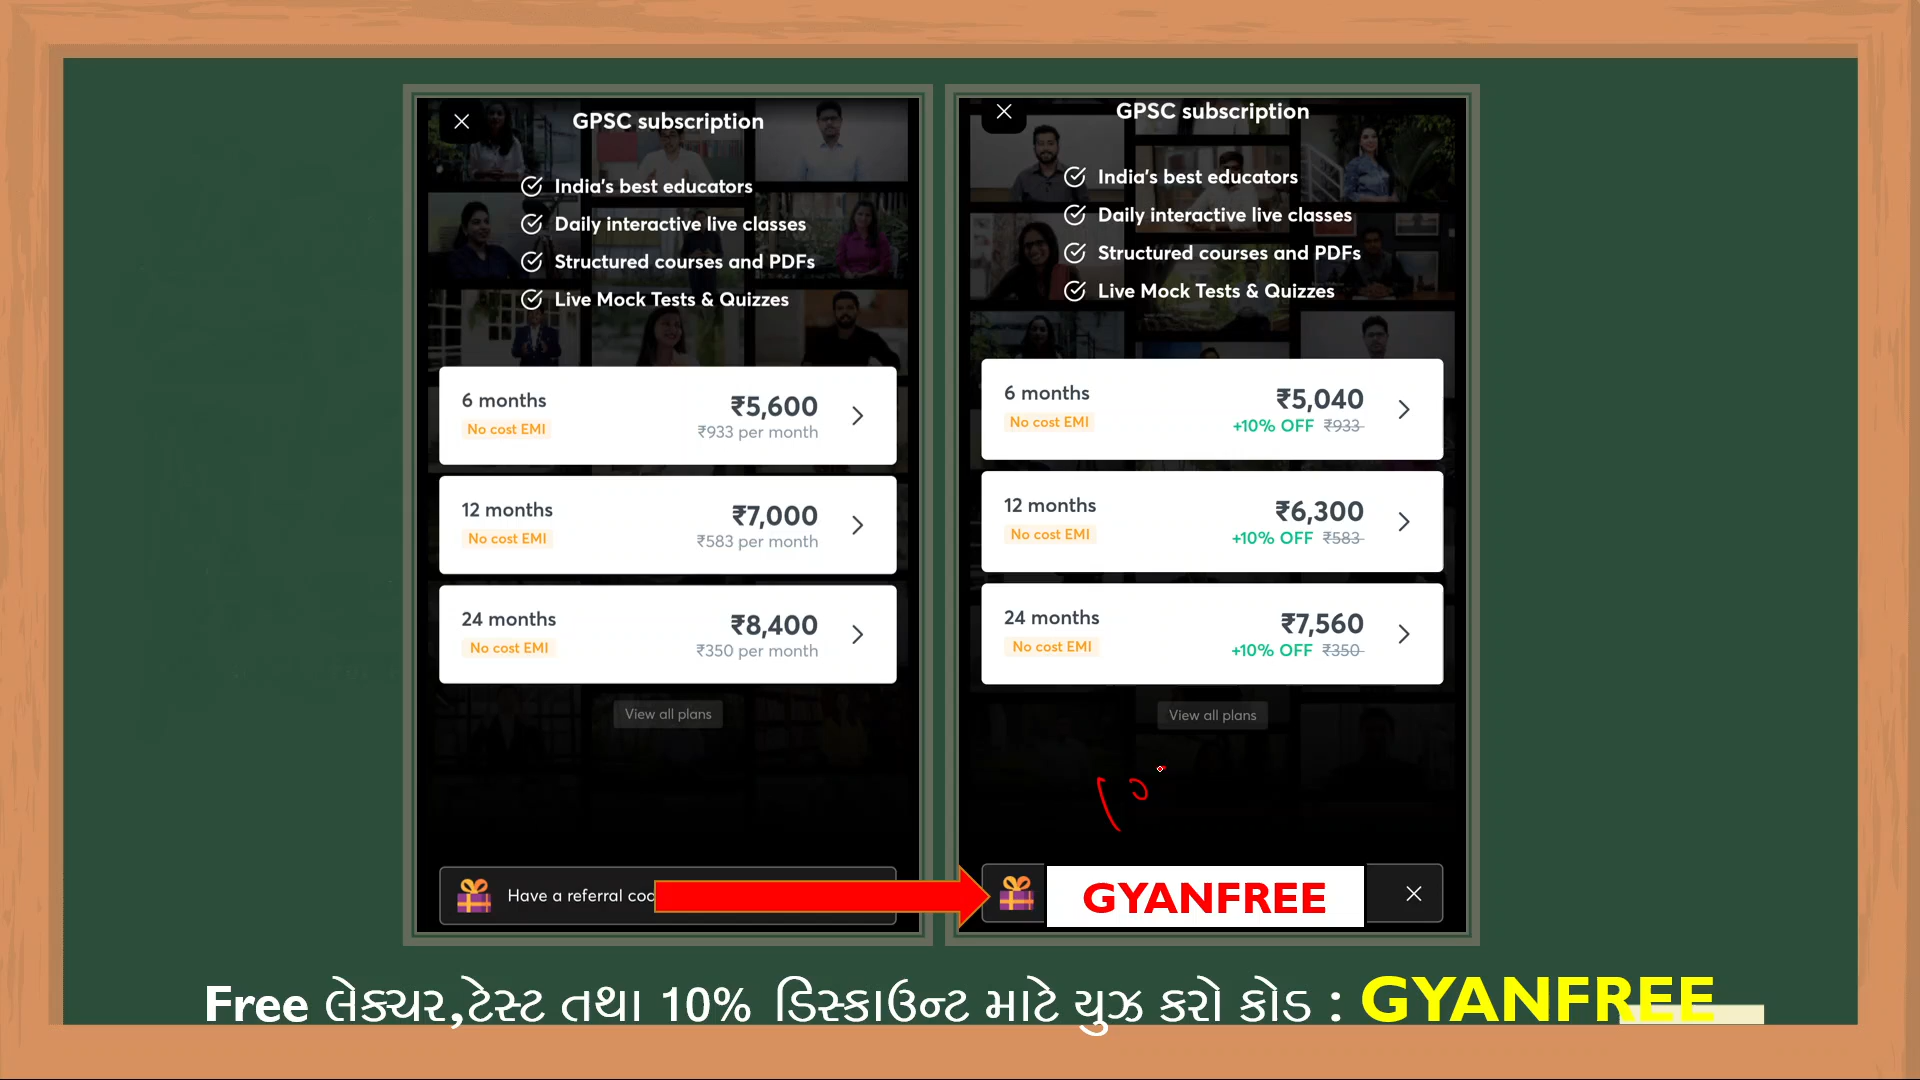 GPSC subscription
India's best educators
Daily interactive live classes
Structured courses and PDFs
Live Mock Tests & Quizzes
6 months
₹5,600
No cost EMI
₹933 per month
12 months
₹7,000
No cost EMI
₹583 per month
24 months
₹8,400
No cost EMI
₹350 per month
View all plans
Have a referral
GPSC subscription
India's best educators
Daily interactive live classes
Structured courses and PDFs
Live Mock Tests & Quizzes
6 months
₹5,040
No cost EMI
+10% OFF ₹933
12 months
₹6,300
No cost EMI
+10% OFF ₹583
24 months
₹7,560
No cost EMI
+10% OFF ₹350
View all plans
GYANFREE
Free લેક્ચર,ટેસ્ટ તથા 10% ડિસ્કાઉન્ટ માટે યુઝ કરો કોડ : GYANFREE